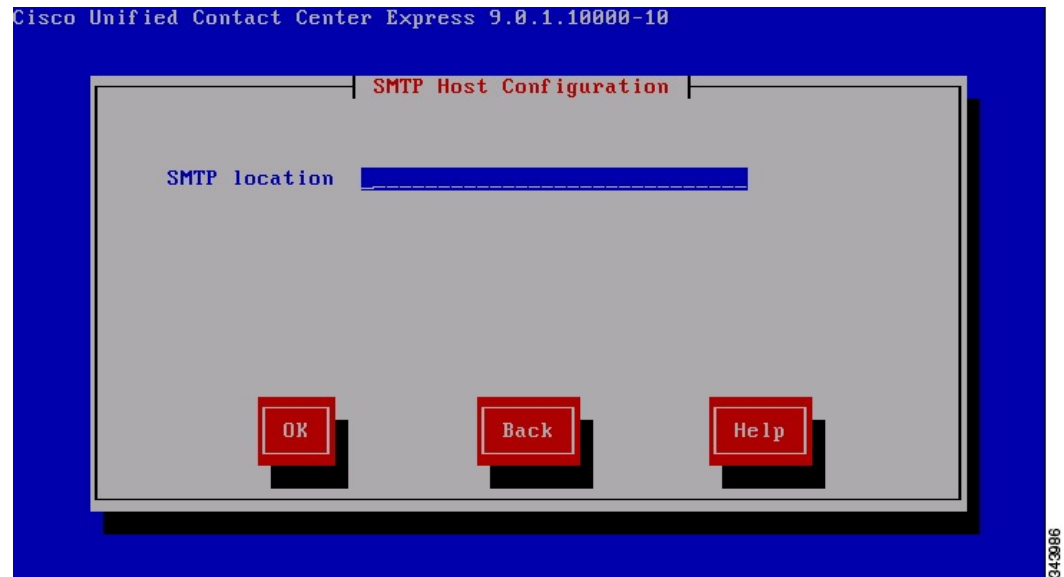 Cisco Unified Contact Center Express 9.0.1.10000-10
SMTP Host Configuration
SMTP location
OK
Back
Help
343986